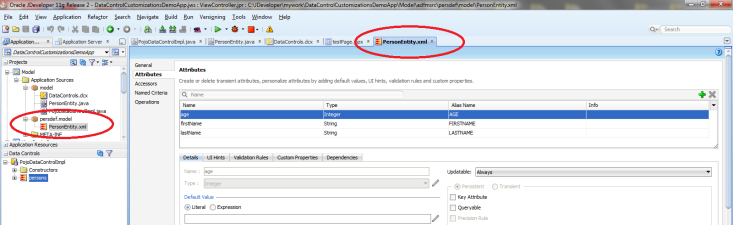 Oracle JDeveloper 11g Release 2 - DataControlCustomizationsDemoApp.jws : ViewController.jpr : C:\JDeveloper\mywork\DataControlCustomizationsDemoApp\Model\adfmsrc\persdef\model\PersonEntity.xml
File Edit View Application Refactor Search Navigate Build Run Versioning Tools Window Help
Search
Application... Application Server PojoDataControlImpl.java PersonEntity.java DataControls.dcx testPage.jspx PersonEntity.xml
DataControlCustomizationsDemoApp
Projects
Model
Application Sources
model
DataControls.dcx
PersonEntity.java
persdef.model
PersonEntity.xml
META-INF
Application Resources
Data Controls
PojoDataControlImpl
Constructors
persons
General
Attributes
Accessors
Named Criteria
Operations
Attributes
Create or delete transient attributes, personalize attributes by adding default values, UI hints, validation rules and custom properties.
Name
Name Type Alias Name Info
age Integer AGE
firstName String FIRSTNAME
lastName String LASTNAME
Details UI Hints Validation Rules Custom Properties Dependencies
Name : age
Type : Integer
Default Value
Literal Expression
Updatable: Always
Persistent Transient
Key Attribute
Queryable
Precision Rule